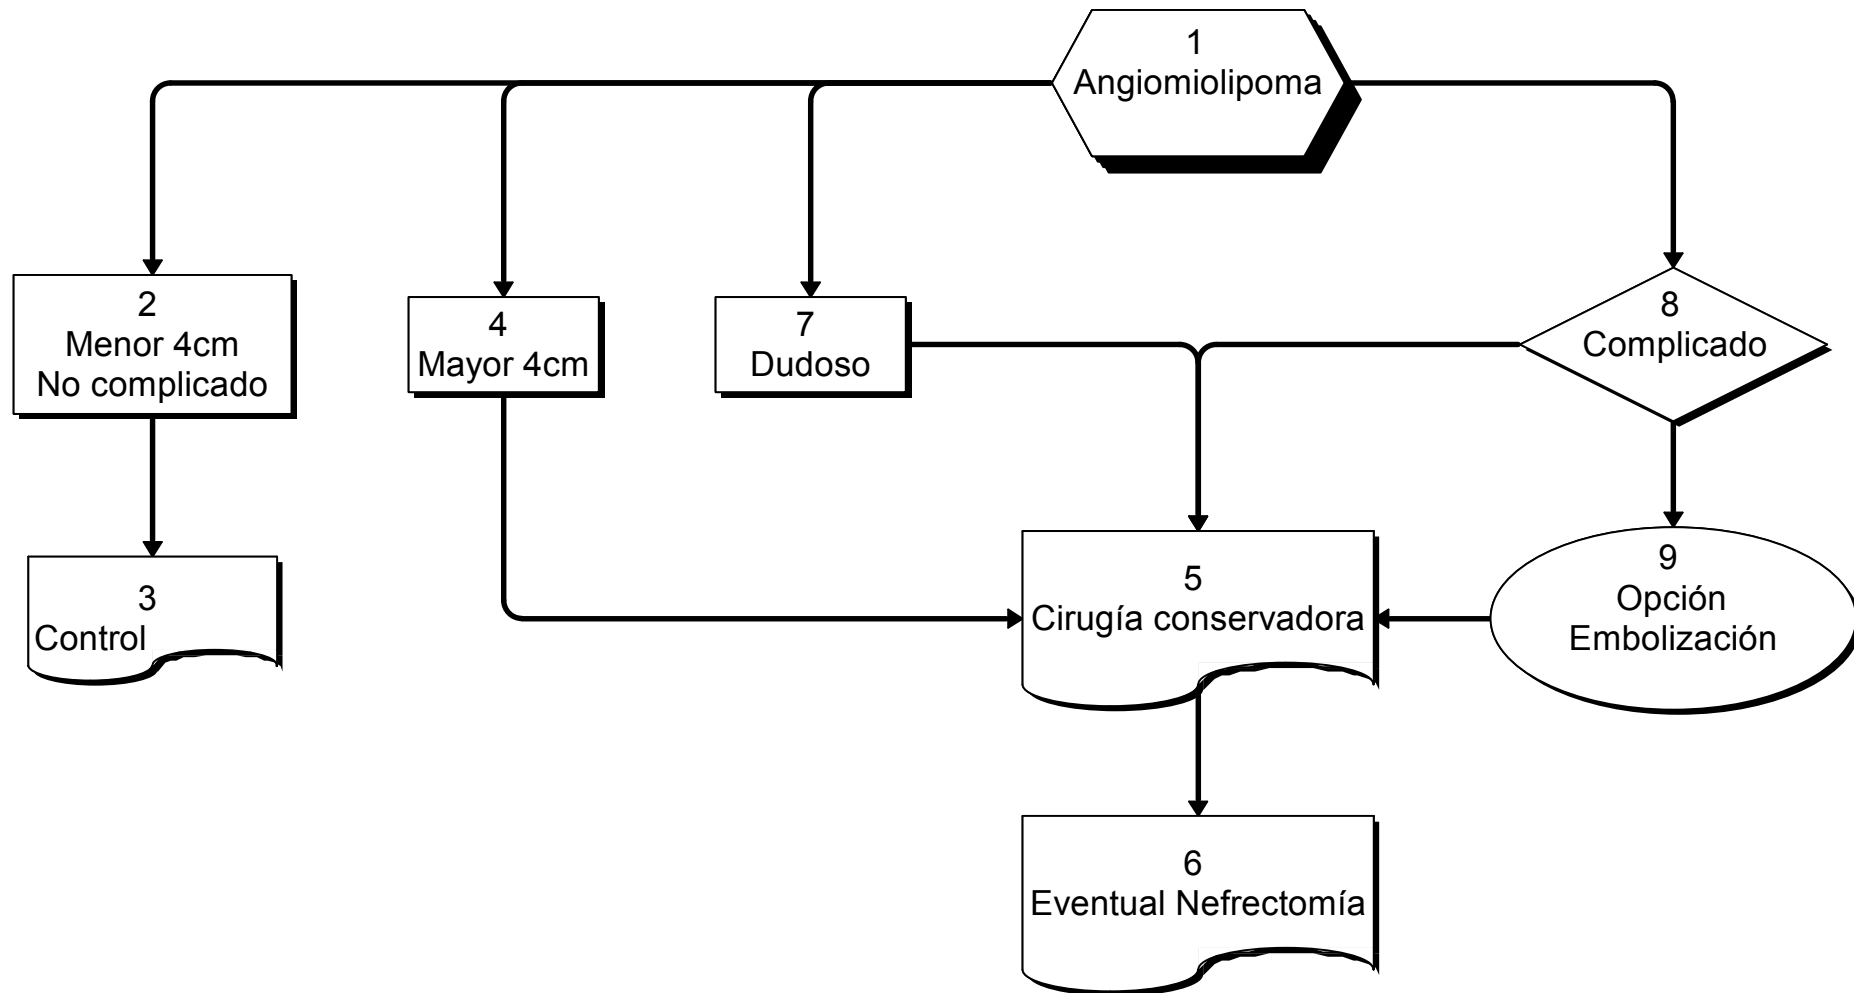 1
Angiomiolipoma
2
Menor 4cm
No complicado
4
Mayor 4cm
7
Dudoso
8
Complicado
3
Control
5
Cirugía conservadora
9
Opción
Embolización
6
Eventual Nefrectomía